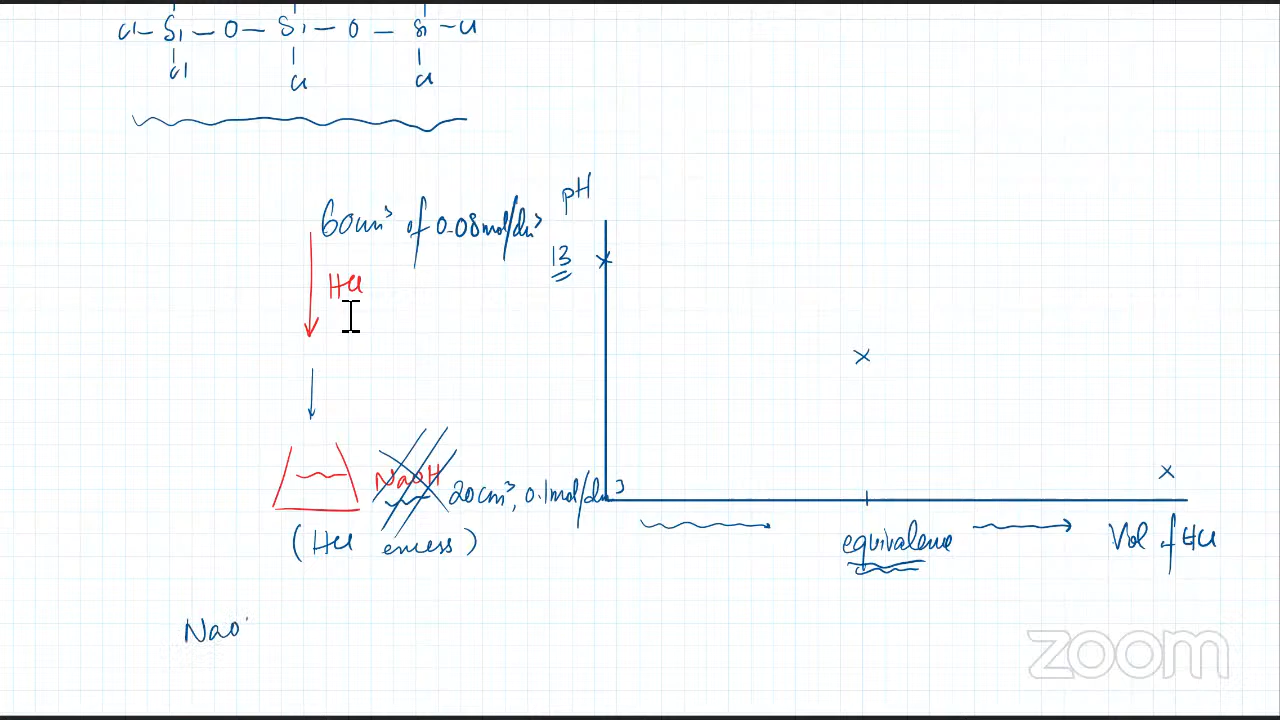 Cl – Si – O – Si – O – Si – Cl
Cl Cl Cl
60cm³ of 0.08mol/dm³
pH
13
HCl
NaOH
20cm³, 0.1mol/dm³
(HCl excess)
equivalence
Vol of HCl
NaO
zoom